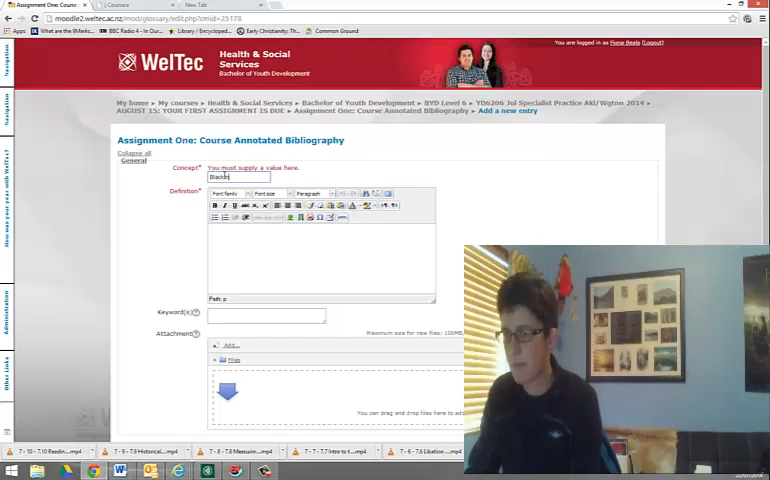 Assignment One: Course
Coursera
New Tab
moodle2.weltec.ac.nz/mod/glossary/edit.php?cmid=25178
Apps
What are the 9Marks...
BBC Radio 4 - In Our...
Library / Encycloped...
Early Christianity: Th...
Common Ground
WelTec
Health & Social
Services
Bachelor of Youth Development
You are logged in as Fiona Beals (Logout)
My home ► My courses ► Health & Social Services ► Bachelor of Youth Development ► BYD Level 6 ► YD6206 Jul Specialist Practice Akl/Wgton 2014 ►
AUGUST 15: YOUR FIRST ASSIGNMENT IS DUE ► Assignment One: Course Annotated Bibliography ► Add a new entry
Navigation
Navigation
How was your year with WelTec?
Administration
Other Links
Assignment One: Course Annotated Bibliography
Collapse all
General
Concept*
You must supply a value here.
Definition*
Font family
Font size
Paragraph
HTML
Path: p
Keyword(s)
Attachment
Maximum size for new files: 100MB,
Add...
Files
You can drag and drop files here to add
7 - 10 - 7.10 Readin....mp4
7 - 9 - 7.9 Historical....mp4
7 - 8 - 7.8 Measurin....mp4
7 - 7 - 7.7 Intro to t....mp4
7 - 6 - 7.6 Libation ....mp4